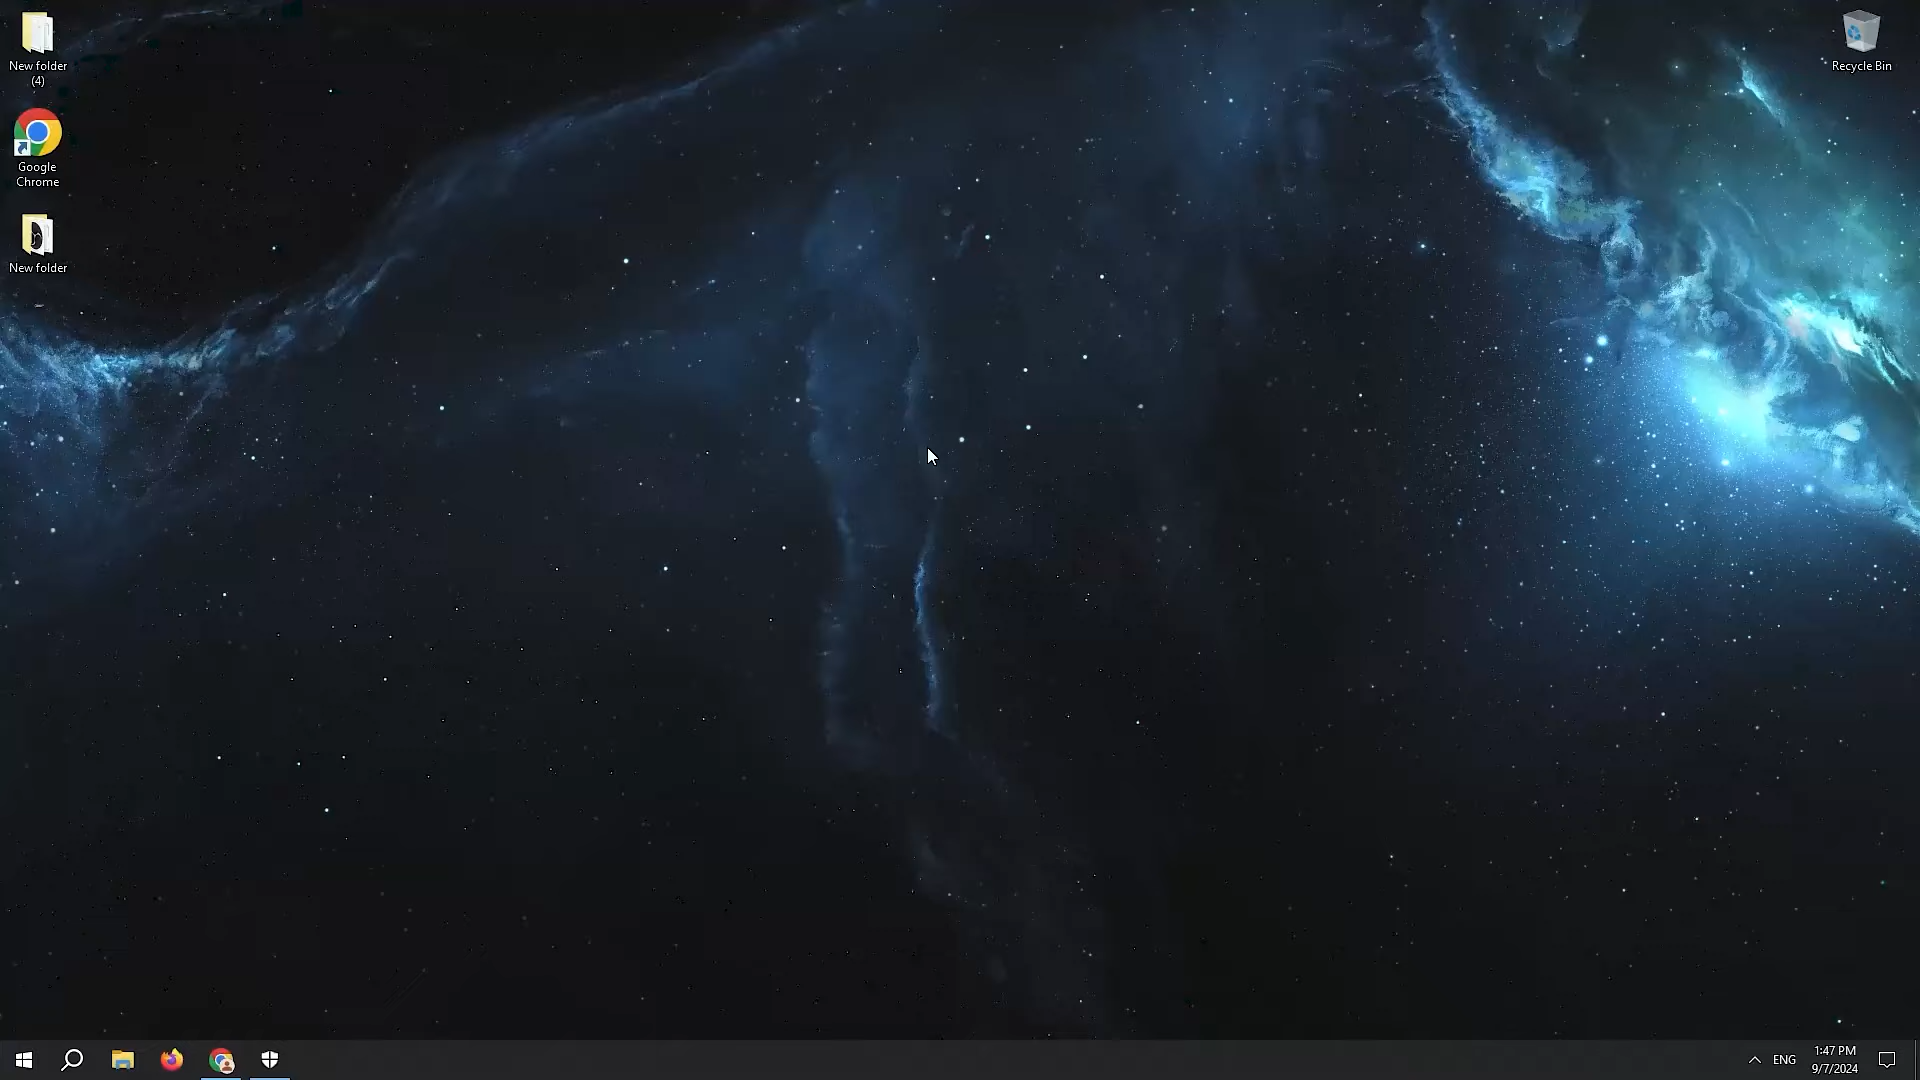 New folder
(4)
Recycle Bin
Google
Chrome
New folder
ENG
1:47 PM
9/7/2024